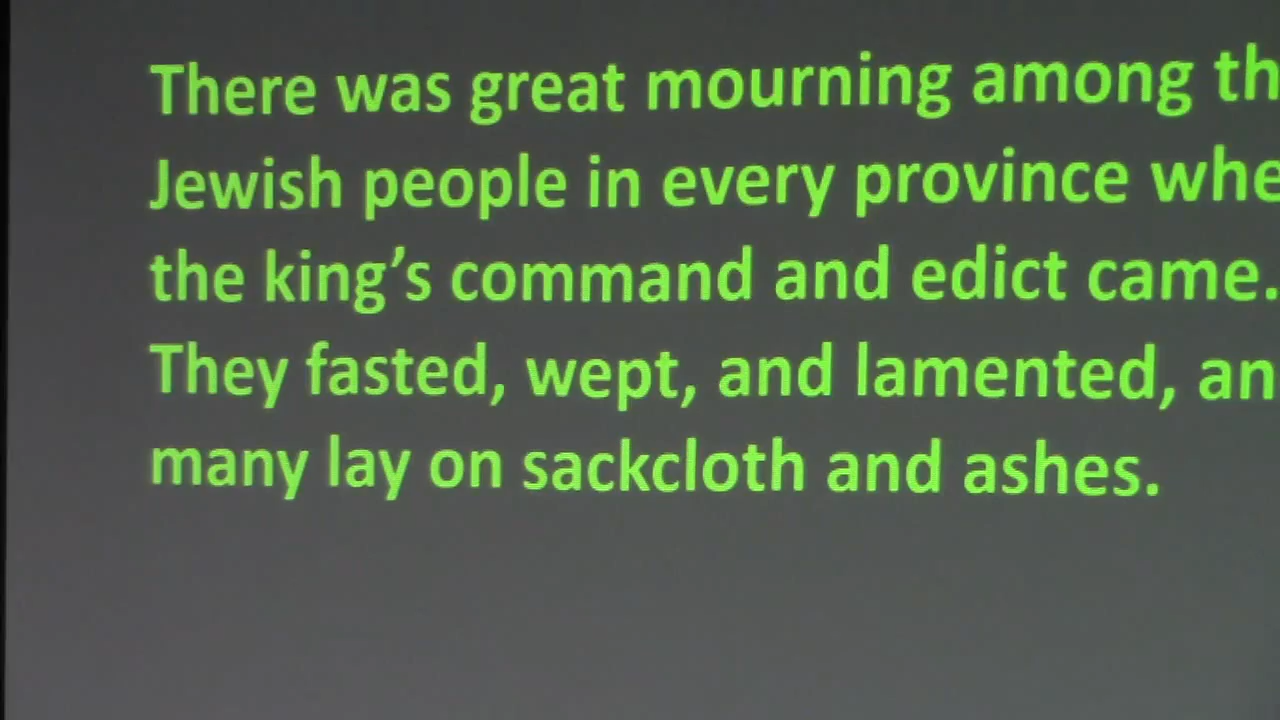 There was great mourning among th
Jewish people in every province whe
the king’s command and edict came.
They fasted, wept, and lamented, an
many lay on sackcloth and ashes.